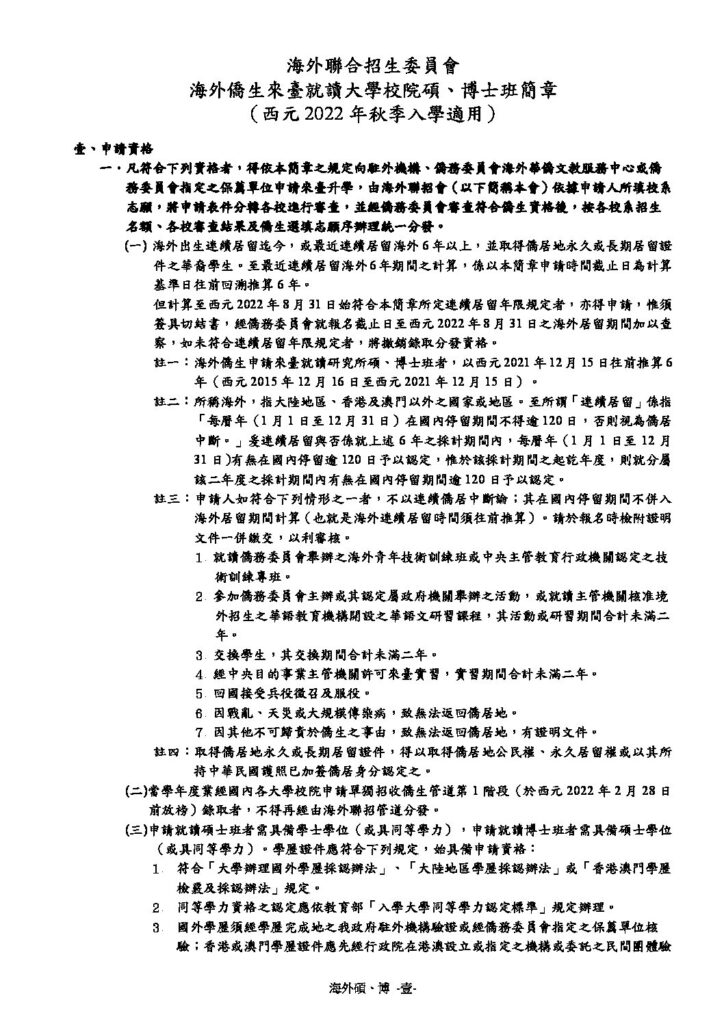 海外聯合招生委員會
海外僑生來臺就讀大學校院碩、博士班簡章
（西元 2022 年秋季入學適用）
壹、申請資格
一、凡符合下列資格者，得依本簡章之規定向駐外機構、僑務委員會海外華僑文教服務中心或僑
務委員會指定之保薦單位申請來臺升學，由海外聯招會（以下簡稱本會）依據申請人所填校系
志願，將申請表件分轉各校進行審查，並經僑務委員會審查符合僑生資格後，按各校系招生
名額、各校審查結果及僑生選填志願序辦理統一分發。
(一) 海外出生連續居留迄今，或最近連續居留海外 6 年以上，並取得僑居地永久或長期居留證
件之華裔學生。至最近連續居留海外 6 年期間之計算，係以本簡章申請時間截止日為計算
基準日往前回溯推算 6 年。
但計算至西元 2022 年 8 月 31 日始符合本簡章所定連續居留年限規定者，亦得申請，惟須
簽具切結書，經僑務委員會就報名截止日至西元 2022 年 8 月 31 日之海外居留期間加以查
察，如未符合連續居留年限規定者，將撤銷錄取分發資格。
註一：海外僑生申請來臺就讀研究所碩、博士班者，以西元 2021 年 12 月 15 日往前推算 6
年（西元 2015 年 12 月 16 日至西元 2021 年 12 月 15 日）。
註二：所稱海外，指大陸地區、香港及澳門以外之國家或地區。至所謂「連續居留」係指
「每曆年（1 月 1 日至 12 月 31 日）在國內停留期間不得逾 120 日，否則視為僑居
中斷。」爰連續居留與否係就上述 6 年之採計期間內，每曆年（1 月 1 日至 12 月
31 日)有無在國內停留逾 120 日予以認定，惟於該採計期間之起訖年度，則就分屬
該二年度之採計期間內有無在國內停留期間逾 120 日予以認定。
註三：申請人如符合下列情形之一者，不以連續僑居中斷論；其在國內停留期間不併入
海外居留期間計算（也就是海外連續居留時間須往前推算）。請於報名時檢附證明
文件一併繳交，以利審核。
1. 就讀僑務委員會舉辦之海外青年技術訓練班或中央主管教育行政機關認定之技
術訓練專班。
2. 參加僑務委員會主辦或其認定屬政府機關舉辦之活動，或就讀主管機關核准境
外招生之華語教育機構開設之華語文研習課程，其活動或研習期間合計未滿二
年。
3. 交換學生，其交換期間合計未滿二年。
4. 經中央目的事業主管機關許可來臺實習，實習期間合計未滿二年。
5. 回國接受兵役徵召及服役。
6. 因戰亂、天災或大規模傳染病，致無法返回僑居地。
7. 因其他不可歸責於僑生之事由，致無法返回僑居地，有證明文件。
註四：取得僑居地永久或長期居留證件，得以取得僑居地公民權、永久居留權或以其所
持中華民國護照已加簽僑居身分認定之。
(二)當學年度業經國內各大學校院申請單獨招收僑生管道第 1 階段（於西元 2022 年 2 月 28 日
前放榜）錄取者，不得再經由海外聯招管道分發。
(三)申請就讀碩士班者需具備學士學位（或具同等學力），申請就讀博士班者需具備碩士學位
（或具同等學力）。學歷證件應符合下列規定，始具備申請資格：
1. 符合「大學辦理國外學歷採認辦法」、「大陸地區學歷採認辦法」或「香港澳門學歷
檢覈及採認辦法」規定。
2. 同等學力資格之認定應依教育部「入學大學同等學力認定標準」規定辦理。
3. 國外學歷須經學歷完成地之我政府駐外機構驗證或經僑務委員會指定之保薦單位核
驗；香港或澳門學歷證件應先經行政院在港澳設立或指定之機構或委託之民間團體驗
海外碩、博 -壹-